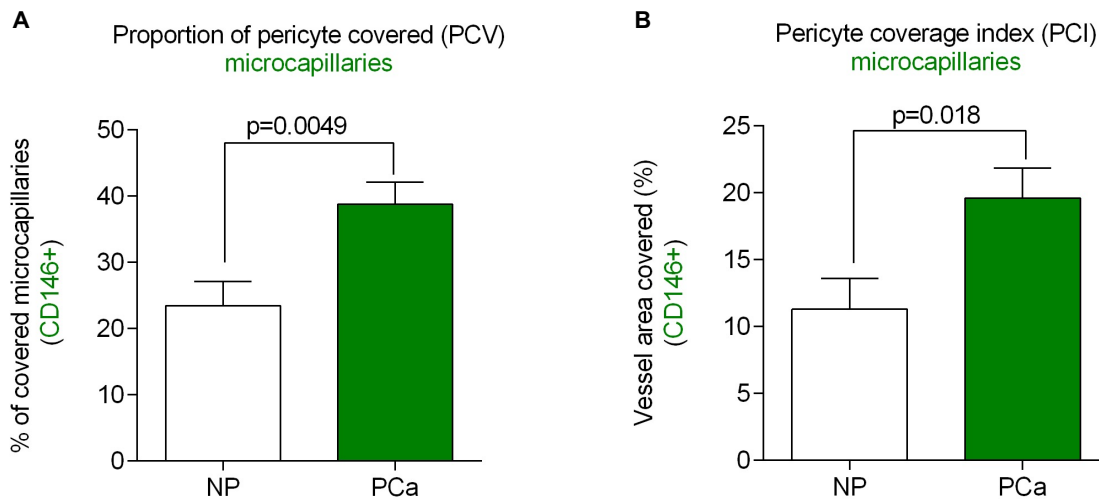 A
Proportion of pericyte covered (PCV)
microcapillaries
% of covered microcapillaries
(CD146+)
50
40
30
20
10
0
p=0.0049
NP
PCa
B
Pericyte coverage index (PCI)
microcapillaries
Vessel area covered (%)
(CD146+)
25
20
15
10
5
0
p=0.018
NP
PCa